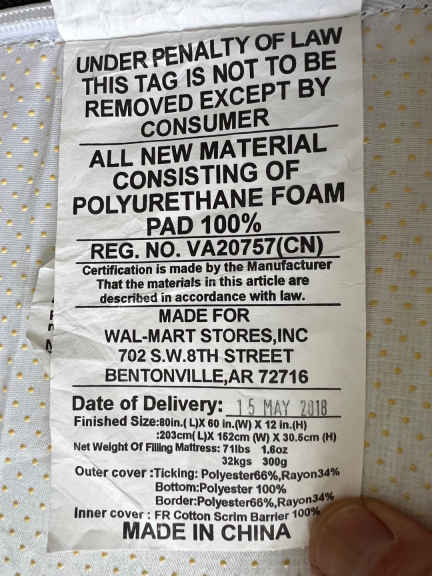 UNDER PENALTY OF LAW
THIS TAG IS NOT TO BE
REMOVED EXCEPT BY
CONSUMER
ALL NEW MATERIAL
CONSISTING OF
POLYURETHANE FOAM
PAD 100%
REG. NO. VA20757(CN)
Certification is made by the Manufacturer
That the materials in this article are
described in accordance with law.
MADE FOR
WAL-MART STORES,INC
702 S.W.8TH STREET
BENTONVILLE,AR 72716
Date of Delivery: 15 MAY 2018
Finished Size:80in.( L)X 60 in.(W) X 12 in.(H)
:203cm( L)X 152cm (W) X 30.5cm (H)
Net Weight Of Filling Mattress: 71lbs 1.6oz
32kgs 300g
Outer cover :Ticking: Polyester66%,Rayon34%
Bottom:Polyester 100%
Border:Polyester66%,Rayon34%
Inner cover : FR Cotton Scrim Barrier 100%
MADE IN CHINA